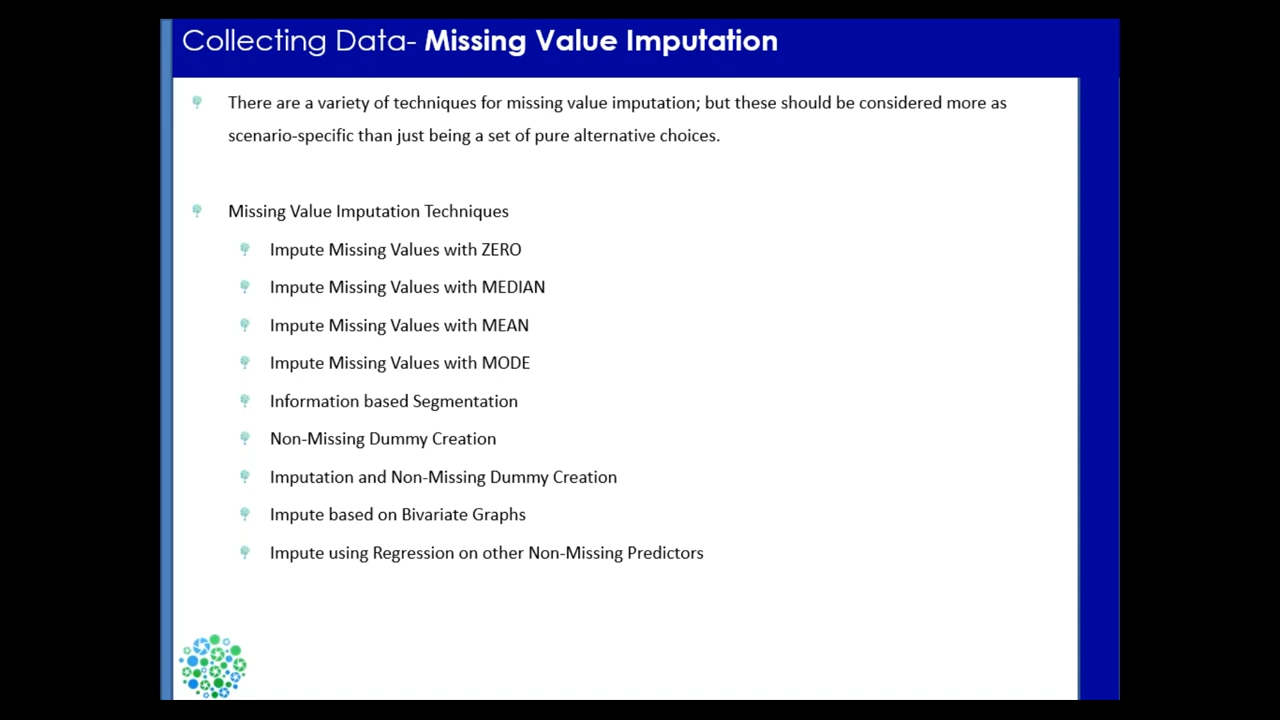 Collecting Data- Missing Value Imputation
There are a variety of techniques for missing value imputation; but these should be considered more as
scenario-specific than just being a set of pure alternative choices.
Missing Value Imputation Techniques
Impute Missing Values with ZERO
Impute Missing Values with MEDIAN
Impute Missing Values with MEAN
Impute Missing Values with MODE
Information based Segmentation
Non-Missing Dummy Creation
Imputation and Non-Missing Dummy Creation
Impute based on Bivariate Graphs
Impute using Regression on other Non-Missing Predictors